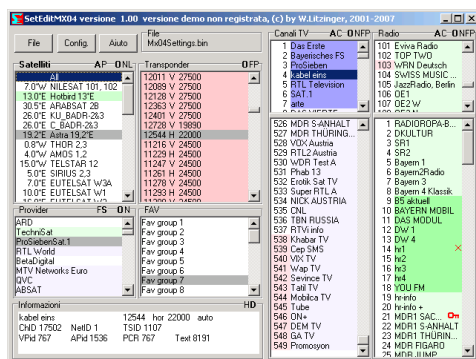 SetEditMX04 versione 1.00 versione demo non registrata, (c) by W.Litzinger, 2001-2007
File
Config.
Aiuto
File
Mx04Settings.bin
Satelliti AP ONL
All
7.0°W NILESAT 101, 102
13.0°E Hotbird 13°E
30.5°E ARABSAT 2B
26.0°E KU_BADR-2&3
26.0°E C_BADR-2&3
19.2°E Astra 19.2°E
0.8°W THOR 2,3
4.0°W AMOS 1,2
15.0°W TELSTAR 12
5.0°E SIRIUS 2,3
7.0°E EUTELSAT W3A
10.0°E EUTELSAT W1
Transponder OFP
12011 V 27500
12089 V 27500
12128 V 27500
12363 V 27500
12401 V 27500
12728 V 19900
12544 H 22000
11216 V 24500
11229 H 24500
11247 V 24500
11261 H 24500
11278 V 24500
11293 H 24500
Provider FS ON
ARD
TechniSat
ProSiebenSat.1
RTL World
BetaDigital
MTV Networks Euro
QVC
ABSAT
FAV
Fav group 1
Fav group 2
Fav group 3
Fav group 4
Fav group 5
Fav group 6
Fav group 7
Fav group 8
Informazioni HD
kabel eins 12544 hor 22000 auto
ChID 17502 NetID 1 TSID 1107
VPid 767 APid 1536 PCR 767 Text 8191
Canali TV AC ONFP
1 Das Erste
2 Bayerisches FS
3 ProSieben
4 kabel eins
5 RTL Television
6 SAT.1
7 arte
526 MDR S-ANHALT
527 MDR THÜRING...
528 VOX Austria
529 RTL2 Austria
530 WDR Test A
531 Phab 13
532 Erotik Sat TV
533 Super RTL A
534 NICK AUSTRIA
535 CNL
536 TBN RUSSIA
537 RTVi info
538 Khabar TV
539 Cep SMS
540 VIX TV
541 Wap TV
542 Sevince TV
543 Tatil TV
544 Mobilca TV
545 Tube
546 ON+
547 DEM TV
548 GA TV
549 Promosyon
Radio AC ONFP
101 Eviva Radio
102 TOP TWO
103 WRN Deutsch
104 SWISS MUSIC ...
105 JazzRadio, Berlin
106 OE1
107 OE2 W
1 RADIOROPA-B...
2 DKULTUR
3 SR1
4 SR2
5 Bayern 1
6 Bayern2Radio
7 Bayern 3
8 Bayern 4 Klassik
9 B5 aktuell
10 BAYERN MOBIL
11 DAS MODUL
12 DW 1
13 DW 4
14 hr1
15 hr2
16 hr3
17 hr4
18 YOU FM
19 hr-info
20 hr-info +
21 MDR1 SAC...
22 MDR1 S-ANHALT
23 MDR1 THÜRING...
24 MDR FIGARO
25 MDR JUMP